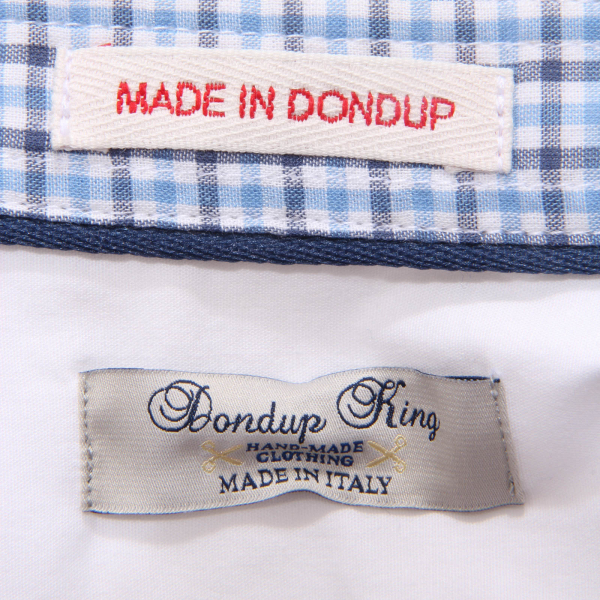 MADE IN DONDUP
Dondup King
HAND-MADE
CLOTHING
MADE IN ITALY